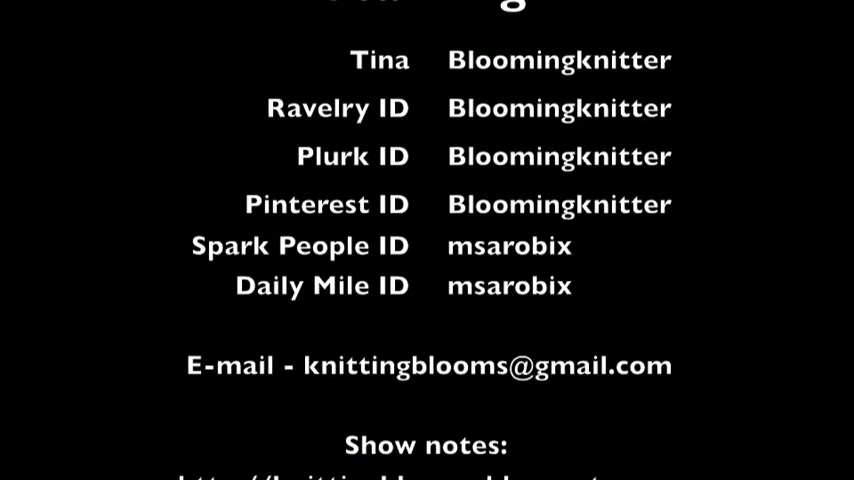 Tina Bloomingknitter
Ravelry ID Bloomingknitter
Plurk ID Bloomingknitter
Pinterest ID Bloomingknitter
Spark People ID msarobix
Daily Mile ID msarobix
E-mail - knittingblooms@gmail.com
Show notes: